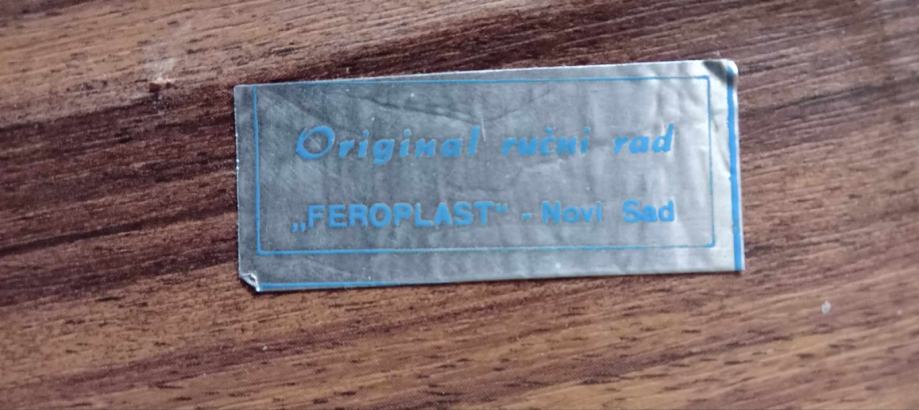 Original ručni rad
„FEROPLAST“ - Novi Sad